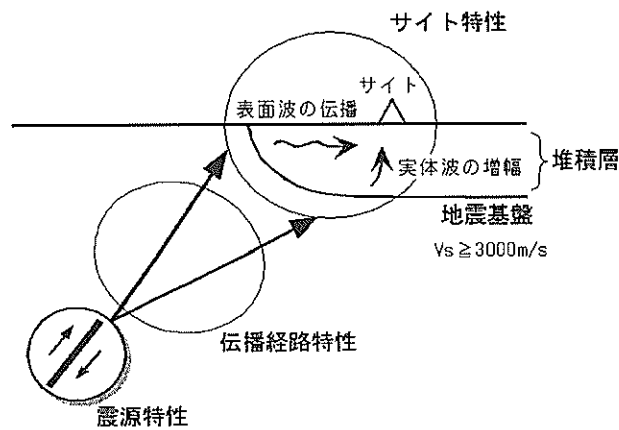 サイト特性
サイト
表面波の伝播
実体波の増幅
堆積層
地震基盤
Vs≧3000m/s
伝播経路特性
震源特性